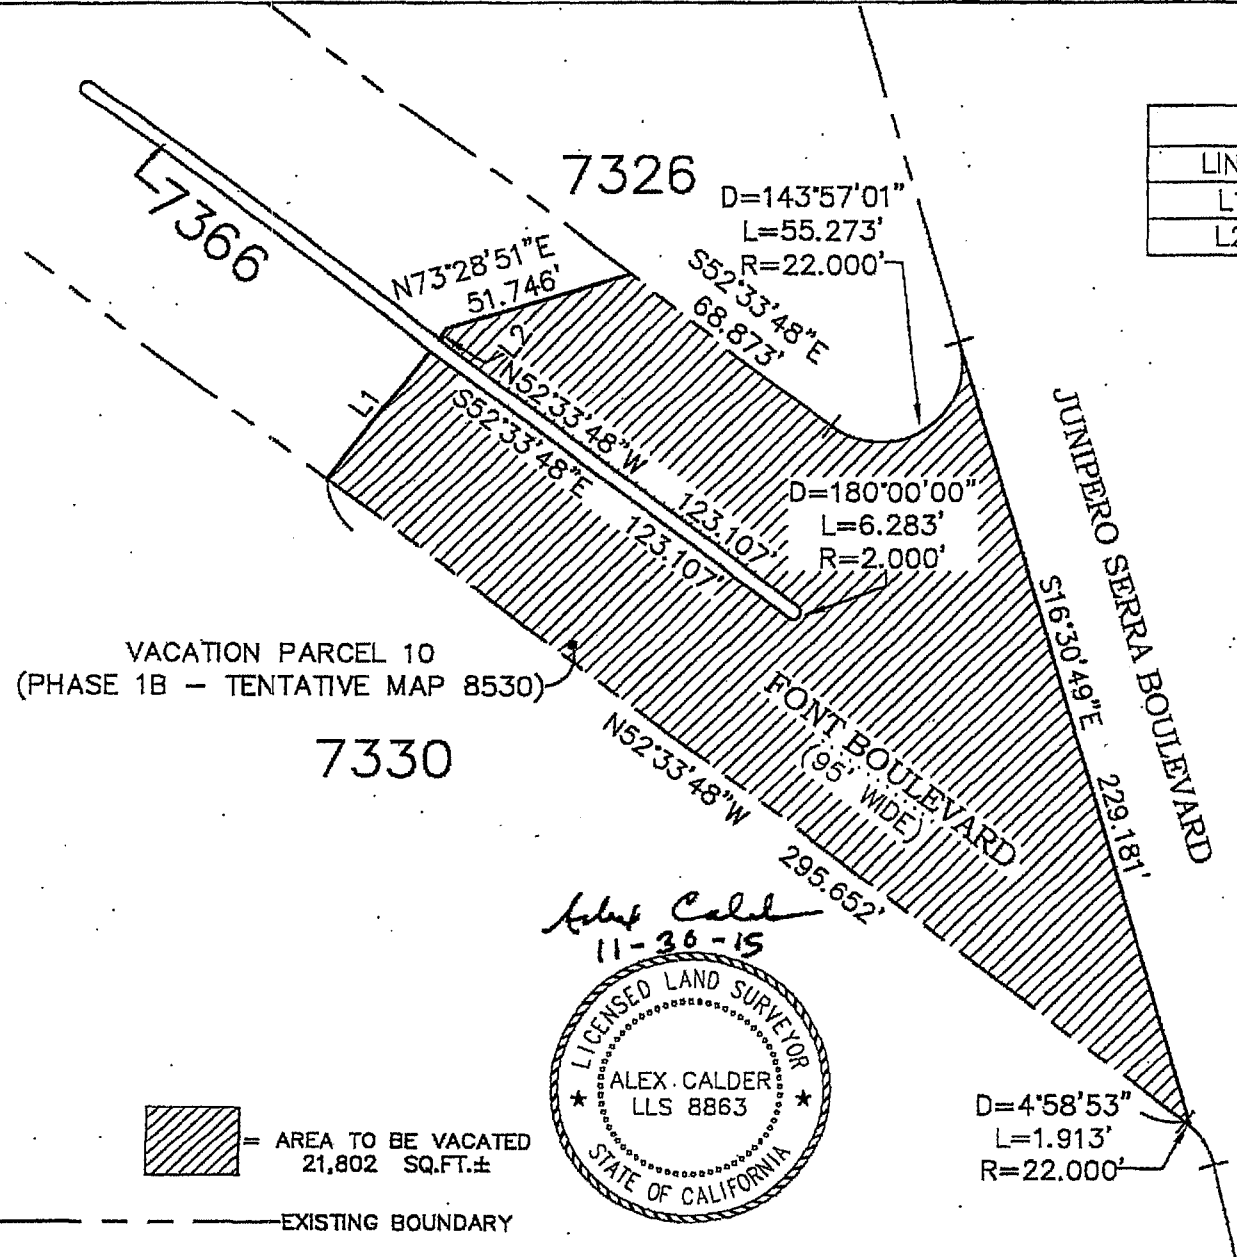 7326
D=143°57'01"
L=55.273'
R=22.000'
L7366
N73°28'51"E
51.746'
S52°33'48"E
68.873'
L2
L1
N52°33'48"W
123.107'
S52°33'48"E
123.107'
D=180°00'00"
L=6.283'
R=2.000'
JUNIPERO SERRA BOULEVARD
S16°30'49"E 229.181'
VACATION PARCEL 10
(PHASE 1B – TENTATIVE MAP 8530)
7330
FONT BOULEVARD
(95' WIDE)
N52°33'48"W
295.652'
Alex Calder
11-30-15
LICENSED LAND SURVEYOR
ALEX CALDER
LLS 8863
STATE OF CALIFORNIA
D=4°58'53"
L=1.913'
R=22.000'
= AREA TO BE VACATED
21,802 SQ.FT.±
EXISTING BOUNDARY